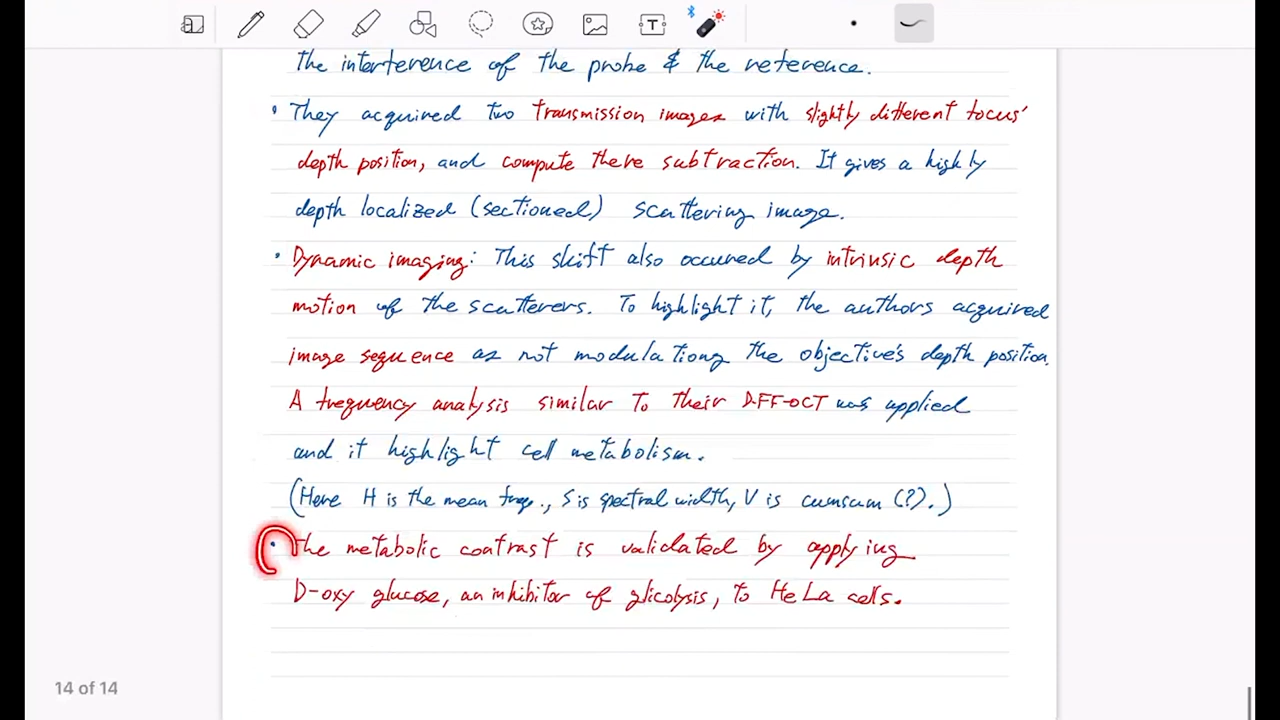 The interference of the probe & the reterence.
• They acquired two transmission images with slightly different focus'
depth position, and compute there subtraction. It gives a highly
depth localized (sectioned) scattering image.
• Dynamic imaging: This shift also occured by intrinsic depth
motion of the scatterers. To highlight it, the authors acquired
image sequence as not modulationg the objective's depth position.
A frequency analysis similar to their D-FF-OCT was applied
and it highlight cell metabolism.
(Here H is the mean freq., S is spectral width, V is cumsum (?).)
• The metabolic contrast is validated by applying
D-oxy glucose, an inhibitor of glicolysis, to HeLa cells.
14 of 14